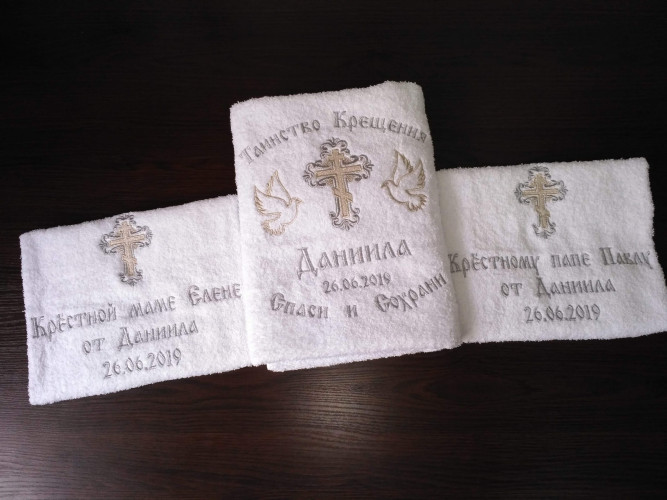 Таинство Крещения
Даниила
26.06.2019
Спаси и Сохрани
Крёстной маме Елене
от Даниила
26.06.2019
Крёстному папе Павлу
от Даниила
26.06.2019